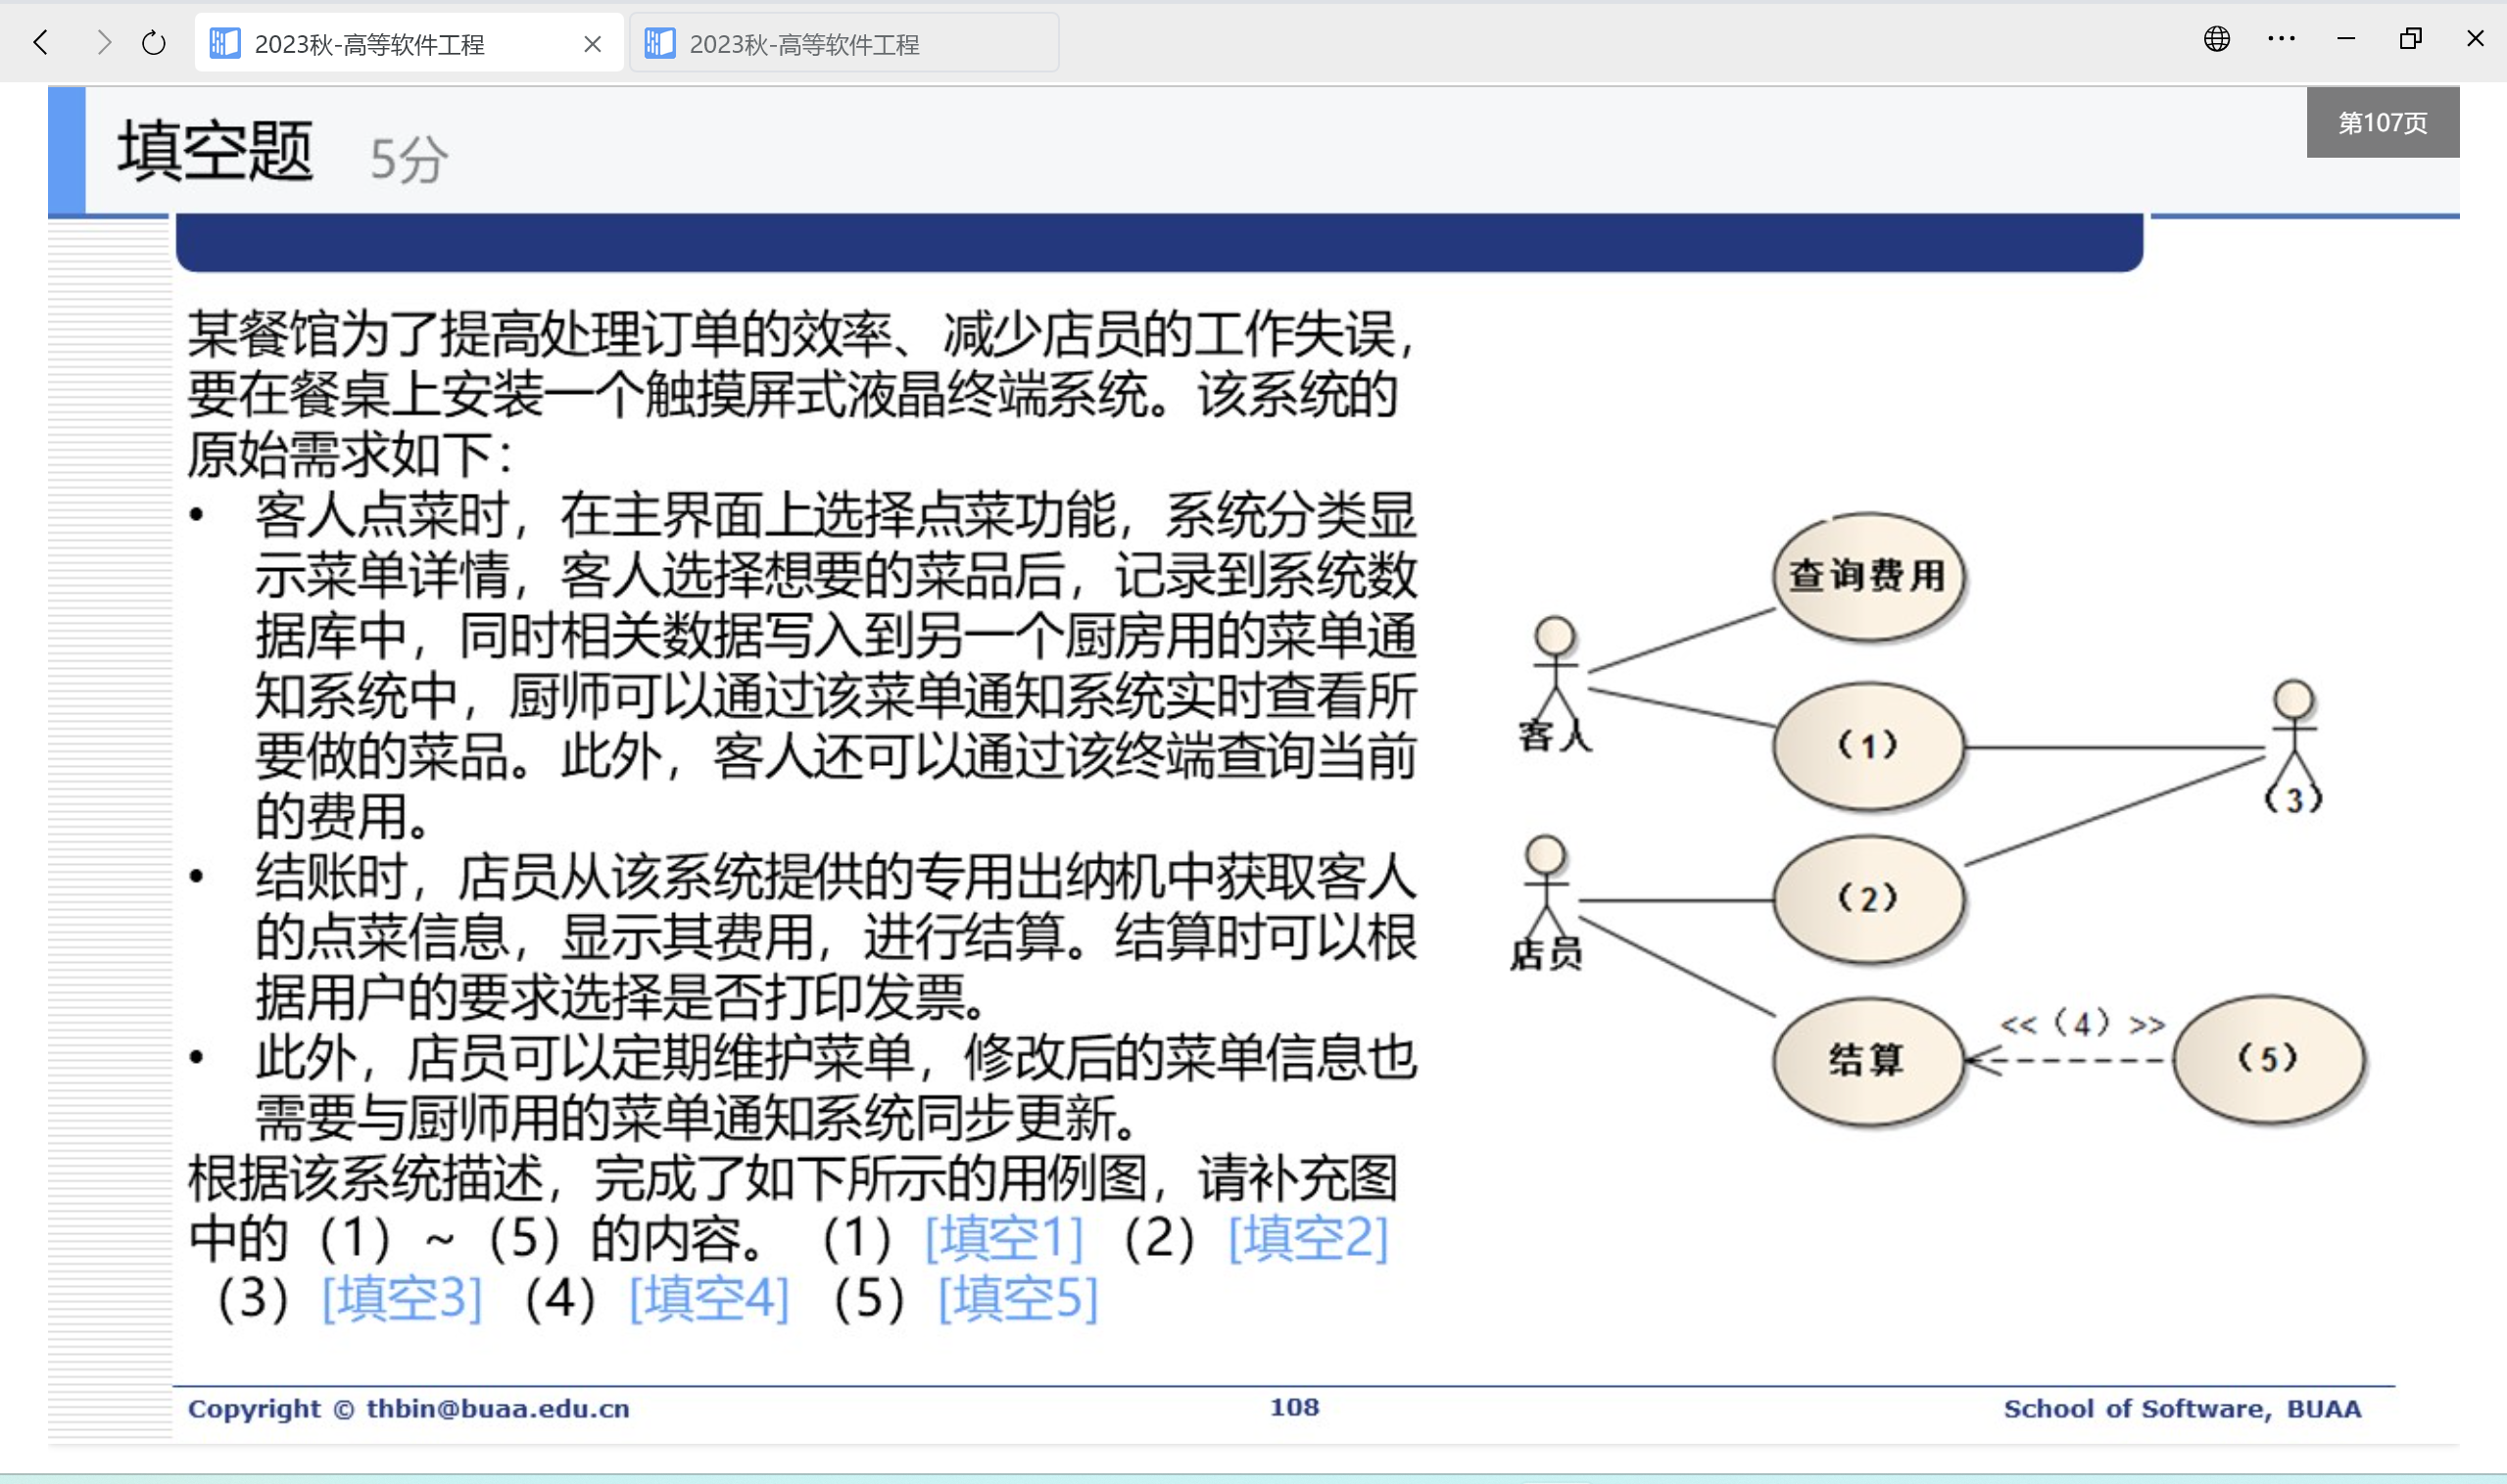 2023秋-高等软件工程
2023秋-高等软件工程
填空题 5分
第107页
某餐馆为了提高处理订单的效率、减少店员的工作失误，
要在餐桌上安装一个触摸屏式液晶终端系统。该系统的
原始需求如下：
• 客人点菜时，在主界面上选择点菜功能，系统分类显
示菜单详情，客人选择想要的菜品后，记录到系统数
据库中，同时相关数据写入到另一个厨房用的菜单通
知系统中，厨师可以通过该菜单通知系统实时查看所
要做的菜品。此外，客人还可以通过该终端查询当前
的费用。
• 结账时，店员从该系统提供的专用出纳机中获取客人
的点菜信息，显示其费用，进行结算。结算时可以根
据用户的要求选择是否打印发票。
• 此外，店员可以定期维护菜单，修改后的菜单信息也
需要与厨师用的菜单通知系统同步更新。
根据该系统描述，完成了如下所示的用例图，请补充图
中的（1）~（5）的内容。（1）[填空1]（2）[填空2]
（3）[填空3]（4）[填空4]（5）[填空5]
查询费用
客人
（1）
（3）
店员
（2）
结算
<<（4）>>
（5）
Copyright © thbin@buaa.edu.cn
108
School of Software, BUAA